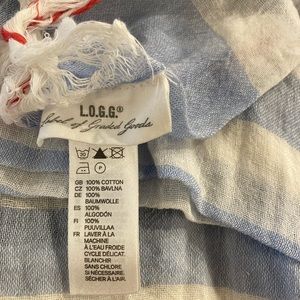 L.O.G.G.®
Label of Graded Goods
GB 100% COTTON
CZ 100% BAVLNA
DE 100%
BAUMWOLLE
ES 100%
ALGODÓN
FI 100%
PUUVILLAA
FR LAVER À LA
MACHINE
À L'EAU FROIDE
CYCLE DÉLICAT.
BLANCHIR
SANS CHLORE
SI NÉCESSAIRE.
SÉCHER À L'AIR.